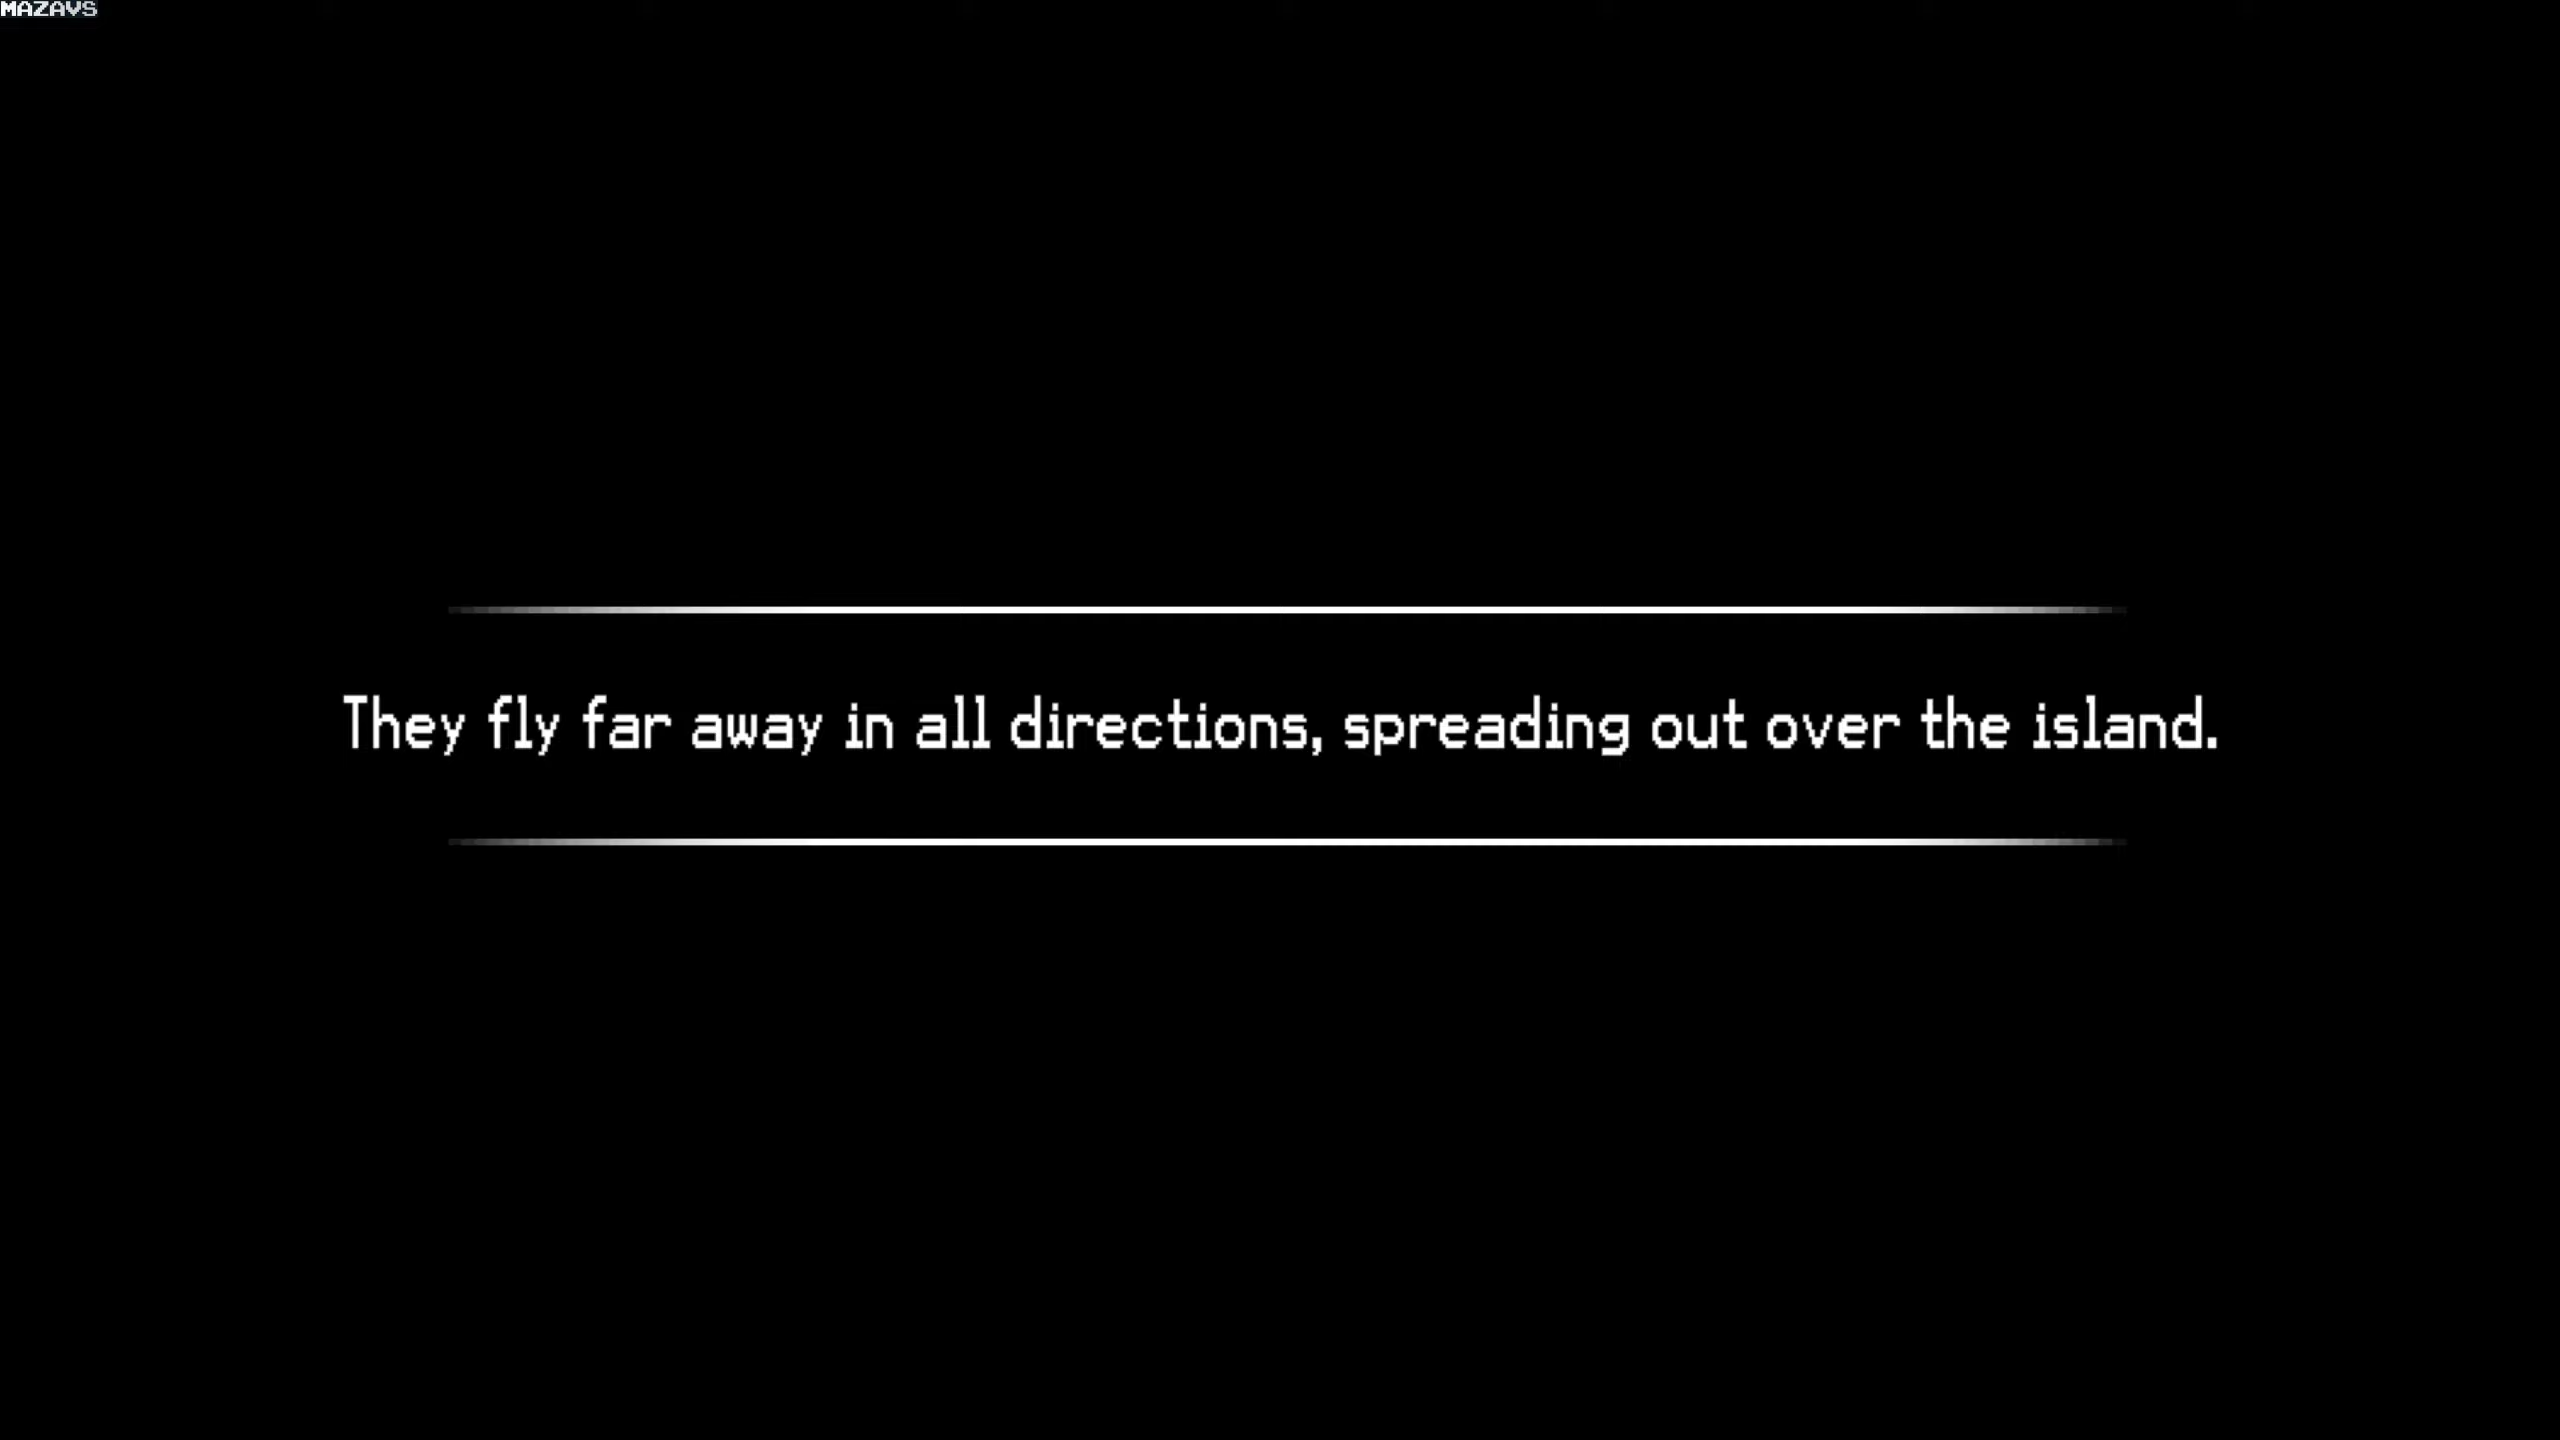 MAZAVS
They fly far away in all directions, spreading out over the island.